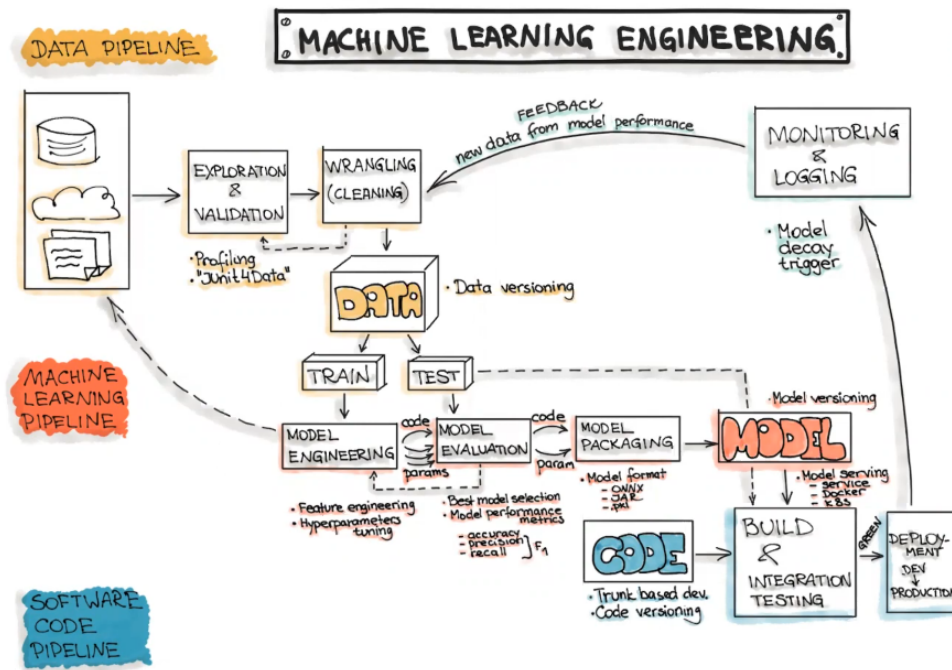 DATA PIPELINE
MACHINE LEARNING ENGINEERING
FEEDBACK
new data from model performance
MONITORING
&
LOGGING
EXPLORATION
&
VALIDATION
WRANGLING
(CLEANING)
• Profiling
• "JUnit4Data"
• Model
decay
trigger
DATA
• Data versioning
MACHINE
LEARNING
PIPELINE
TRAIN
TEST
• Model versioning
MODEL
ENGINEERING
code
params
MODEL
EVALUATION
code
param
MODEL
PACKAGING
MODEL
• Feature engineering
• Hyperparameters
tuning
• Best model selection
• Model performance
metrics
- accuracy
- precision
- recall
F1
• Model format
- ONNX
- JAR
- .pkl
• Model serving
- service
- Docker
- K8s
CODE
• Trunk based dev.
• Code versioning
BUILD
&
INTEGRATION
TESTING
GREEN
DEPLOY-
MENT
DEV
PRODUCTION
SOFTWARE
CODE
PIPELINE